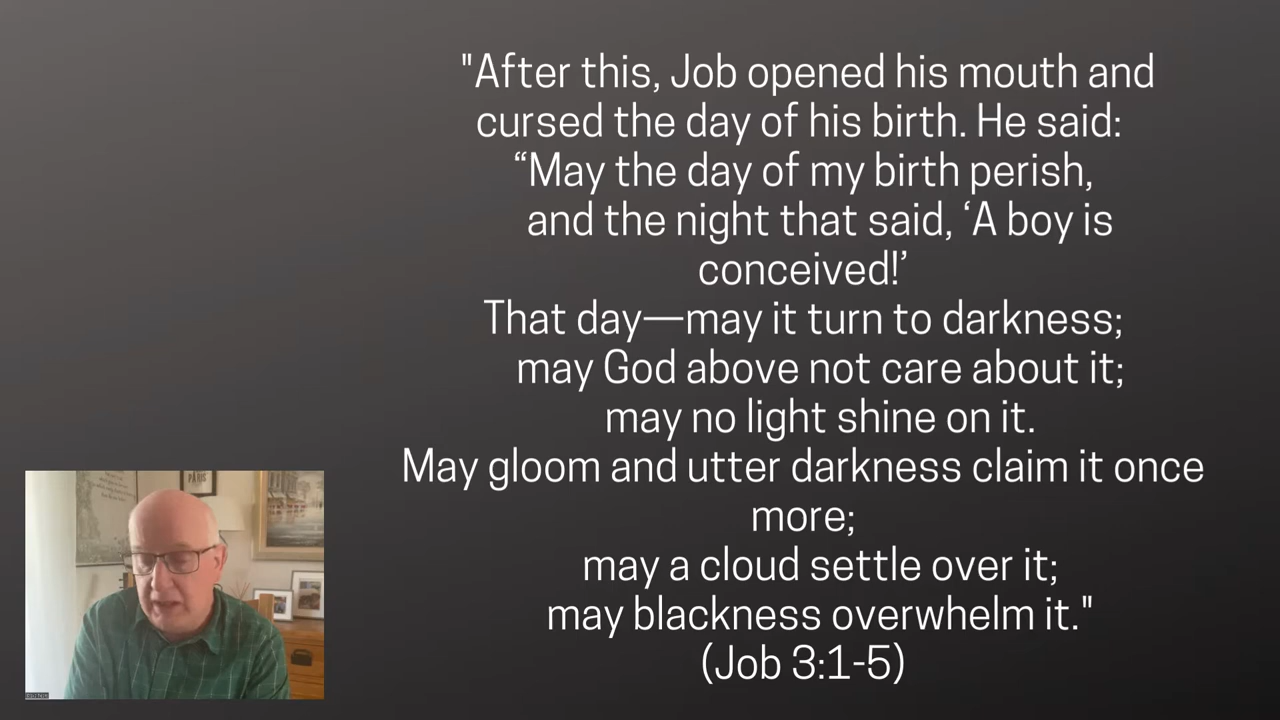 "After this, Job opened his mouth and
cursed the day of his birth. He said:
“May the day of my birth perish,
and the night that said, ‘A boy is
conceived!’
That day—may it turn to darkness;
may God above not care about it;
may no light shine on it.
May gloom and utter darkness claim it once
more;
may a cloud settle over it;
may blackness overwhelm it."
(Job 3:1-5)
PARIS